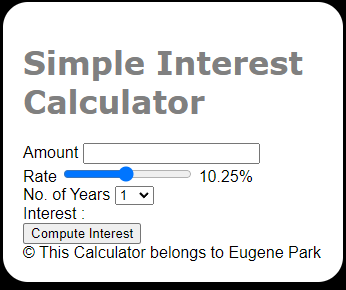 Simple Interest
Calculator
Amount
Rate 10.25%
No. of Years 1
Interest :
Compute Interest
© This Calculator belongs to Eugene Park